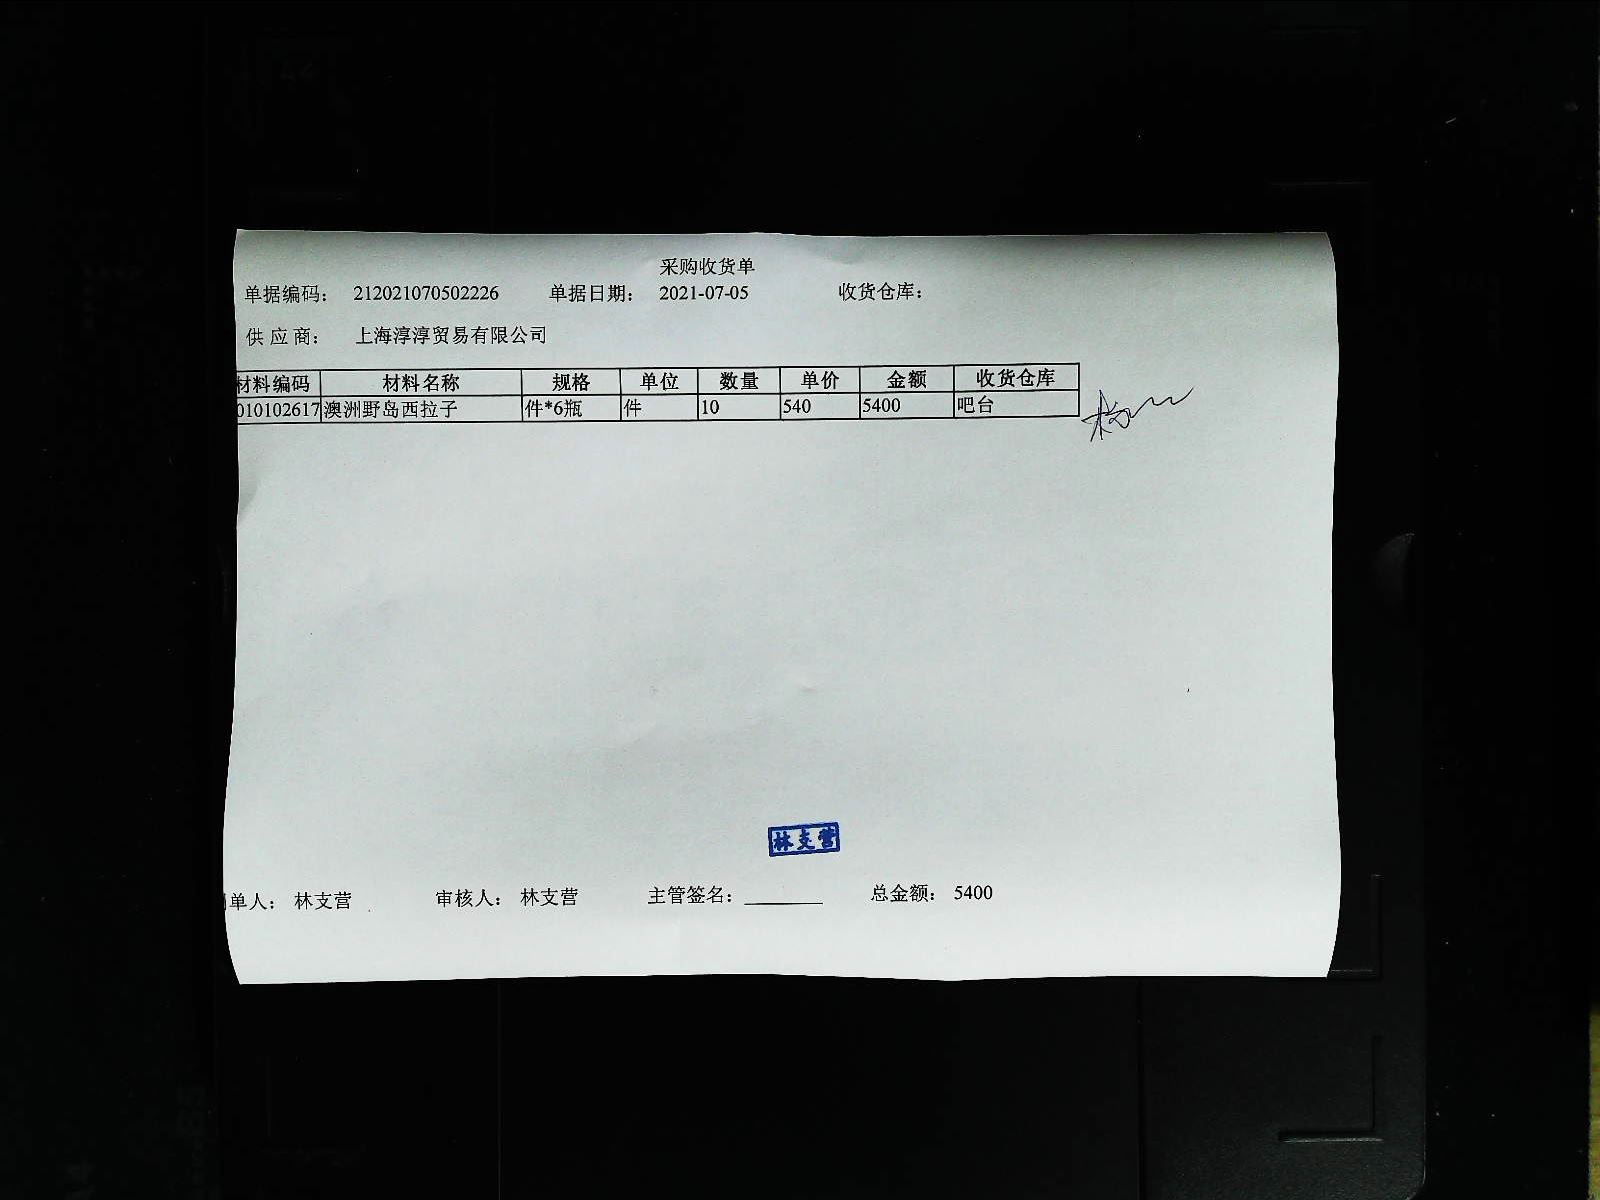 采购收货单
单据编码： 212021070502226 单据日期： 2021-07-05 收货仓库：
供 应 商： 上海淳淳贸易有限公司
材料编码 材料名称 规格 单位 数量 单价 金额 收货仓库
010102617 澳洲野岛西拉子 件*6瓶 件 10 540 5400 吧台
林支营
单人： 林支营 审核人： 林支营 主管签名： 总金额： 5400